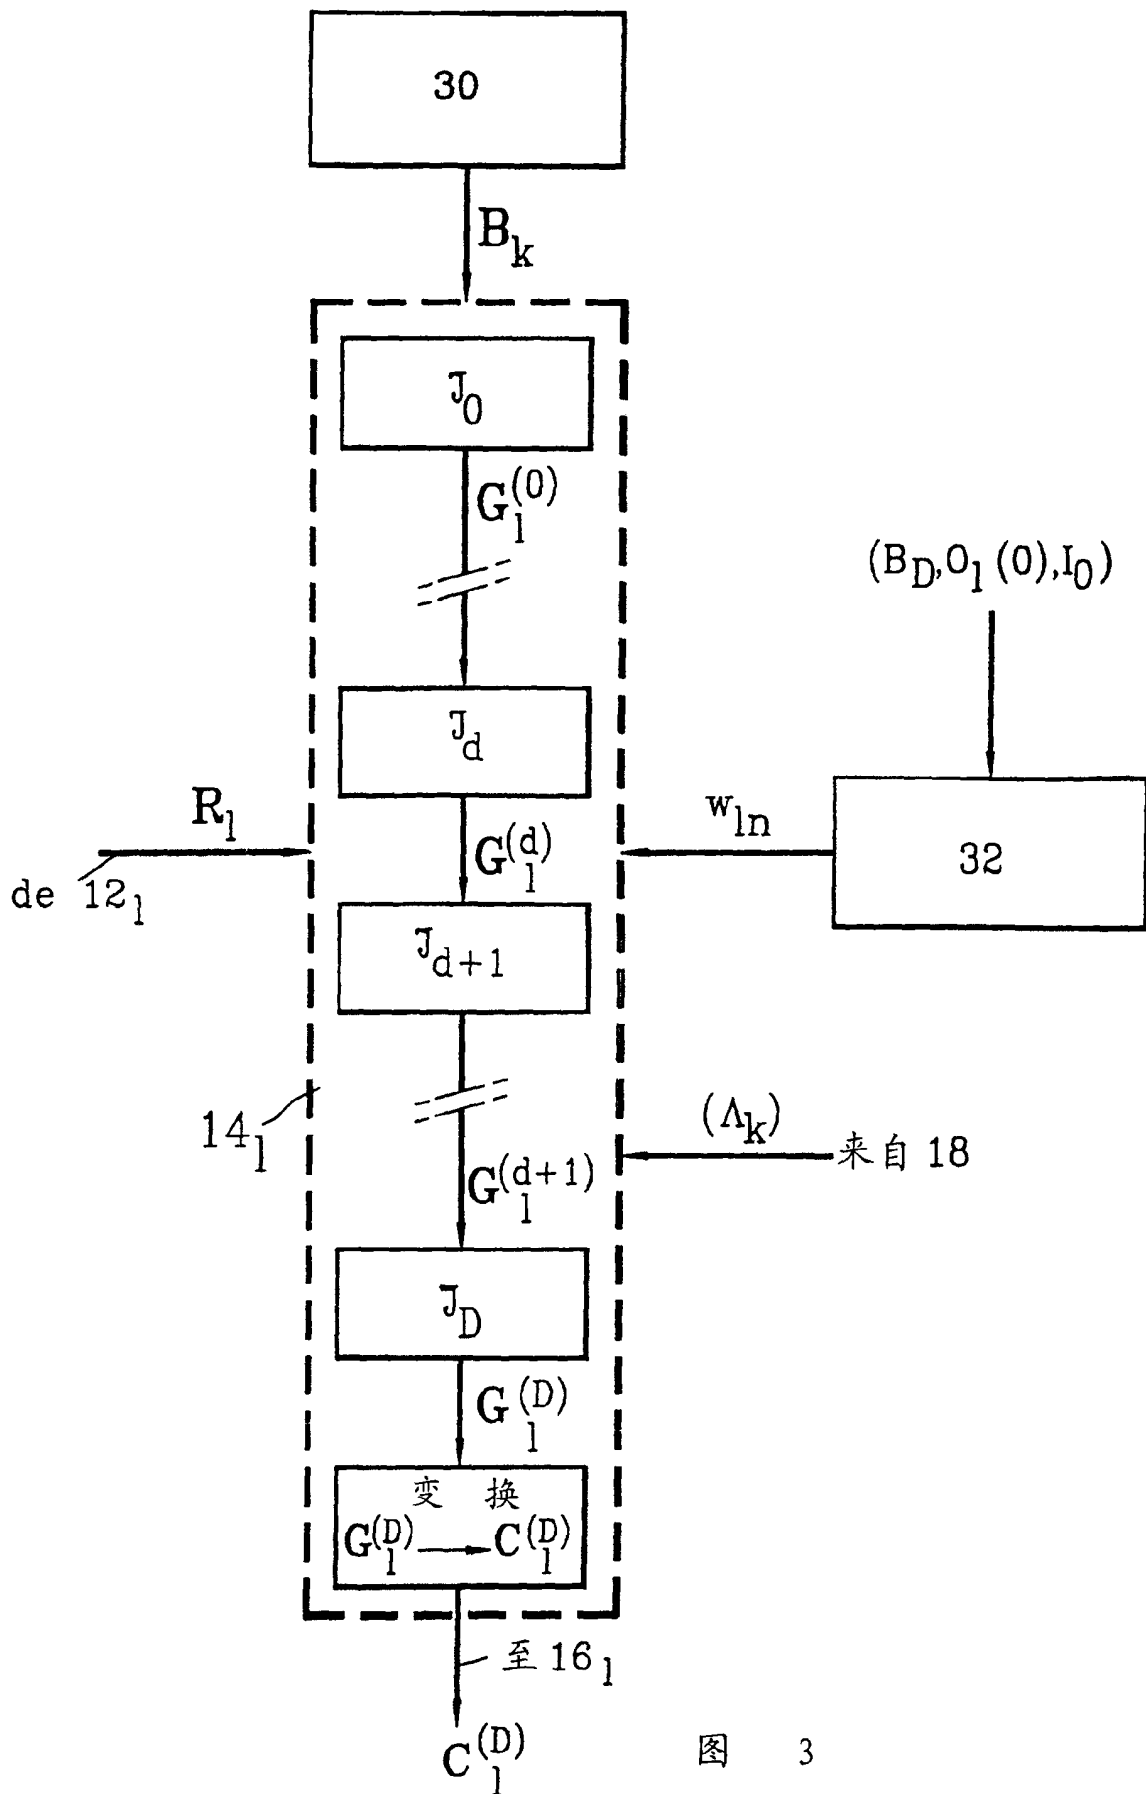 30
B_k
J_0
G_l^(0)
(B_D,O_l(0),I_0)
J_d
R_l
w_ln
G_l^(d)
32
de 12_l
J_d+1
(Λ_k)
14_l
来自 18
G_l^(d+1)
J_D
G_l^(D)
变 换
G_l^(D) → C_l^(D)
至 16_l
C_l^(D)
图 3